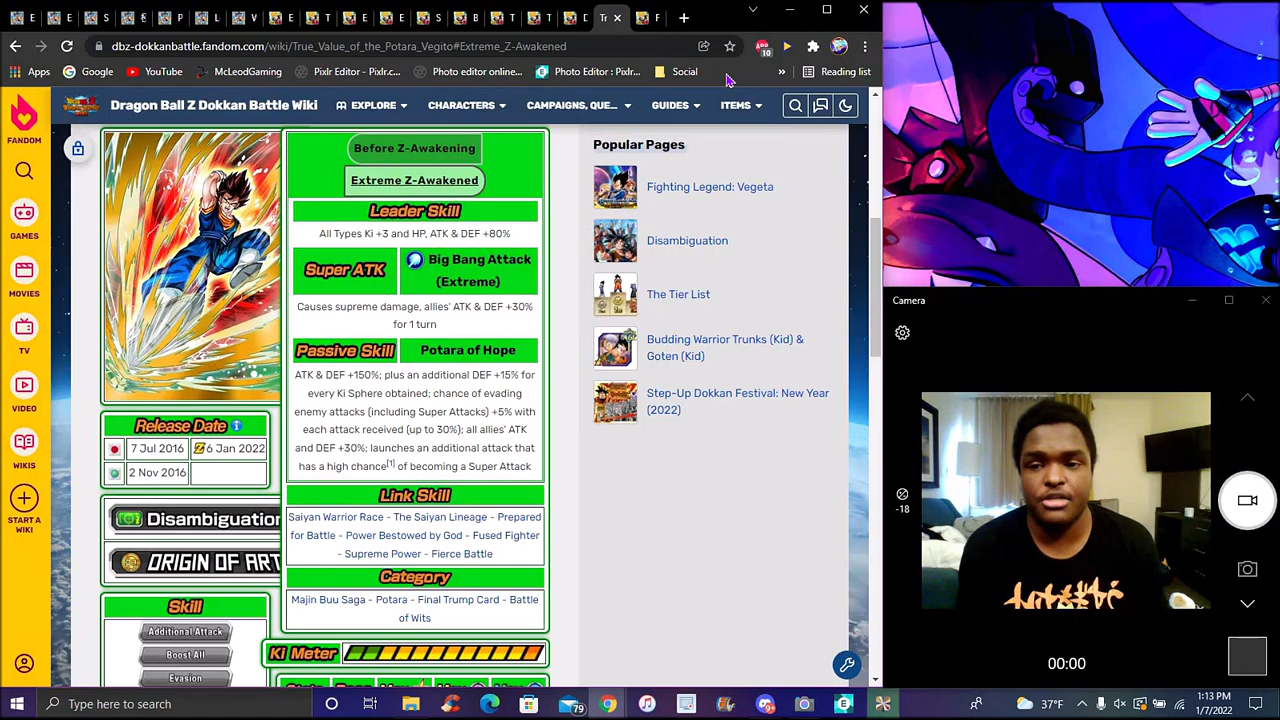 Tr
dbz-dokkanbattle.fandom.com/wiki/True_Value_of_the_Potara_Vegito#Extreme_Z-Awakened
10
Apps
Google
YouTube
McLeodGaming
Pixlr Editor - Pixlr.c...
Photo editor online...
Photo Editor : Pixlr...
Social
»
Reading list
Dragon Ball Z Dokkan Battle Wiki
EXPLORE
CHARACTERS
CAMPAIGNS, QUE...
GUIDES
ITEMS
FANDOM
GAMES
MOVIES
TV
VIDEO
WIKIS
START A
WIKI
Before Z-Awakening
Extreme Z-Awakened
Leader Skill
All Types Ki +3 and HP, ATK & DEF +80%
Super ATK
Big Bang Attack
(Extreme)
Causes supreme damage, allies' ATK & DEF +30%
for 1 turn
Passive Skill
Potara of Hope
ATK & DEF +150%; plus an additional DEF +15% for
every Ki Sphere obtained; chance of evading
enemy attacks (including Super Attacks) +5% with
each attack received (up to 30%); all allies' ATK
and DEF +30%; launches an additional attack that
has a high chance[1] of becoming a Super Attack
Link Skill
Saiyan Warrior Race - The Saiyan Lineage - Prepared
for Battle - Power Bestowed by God - Fused Fighter
- Supreme Power - Fierce Battle
Category
Majin Buu Saga - Potara - Final Trump Card - Battle
of Wits
Ki Meter
Release Date
7 Jul 2016
Z 6 Jan 2022
2 Nov 2016
Disambiguation
ORIGIN OF ART
Skill
Additional Attack
Boost All
Evasion
Popular Pages
Fighting Legend: Vegeta
Disambiguation
The Tier List
Budding Warrior Trunks (Kid) &
Goten (Kid)
Step-Up Dokkan Festival: New Year
(2022)
Camera
-18
00:00
Type here to search
79
37°F
1:13 PM
1/7/2022